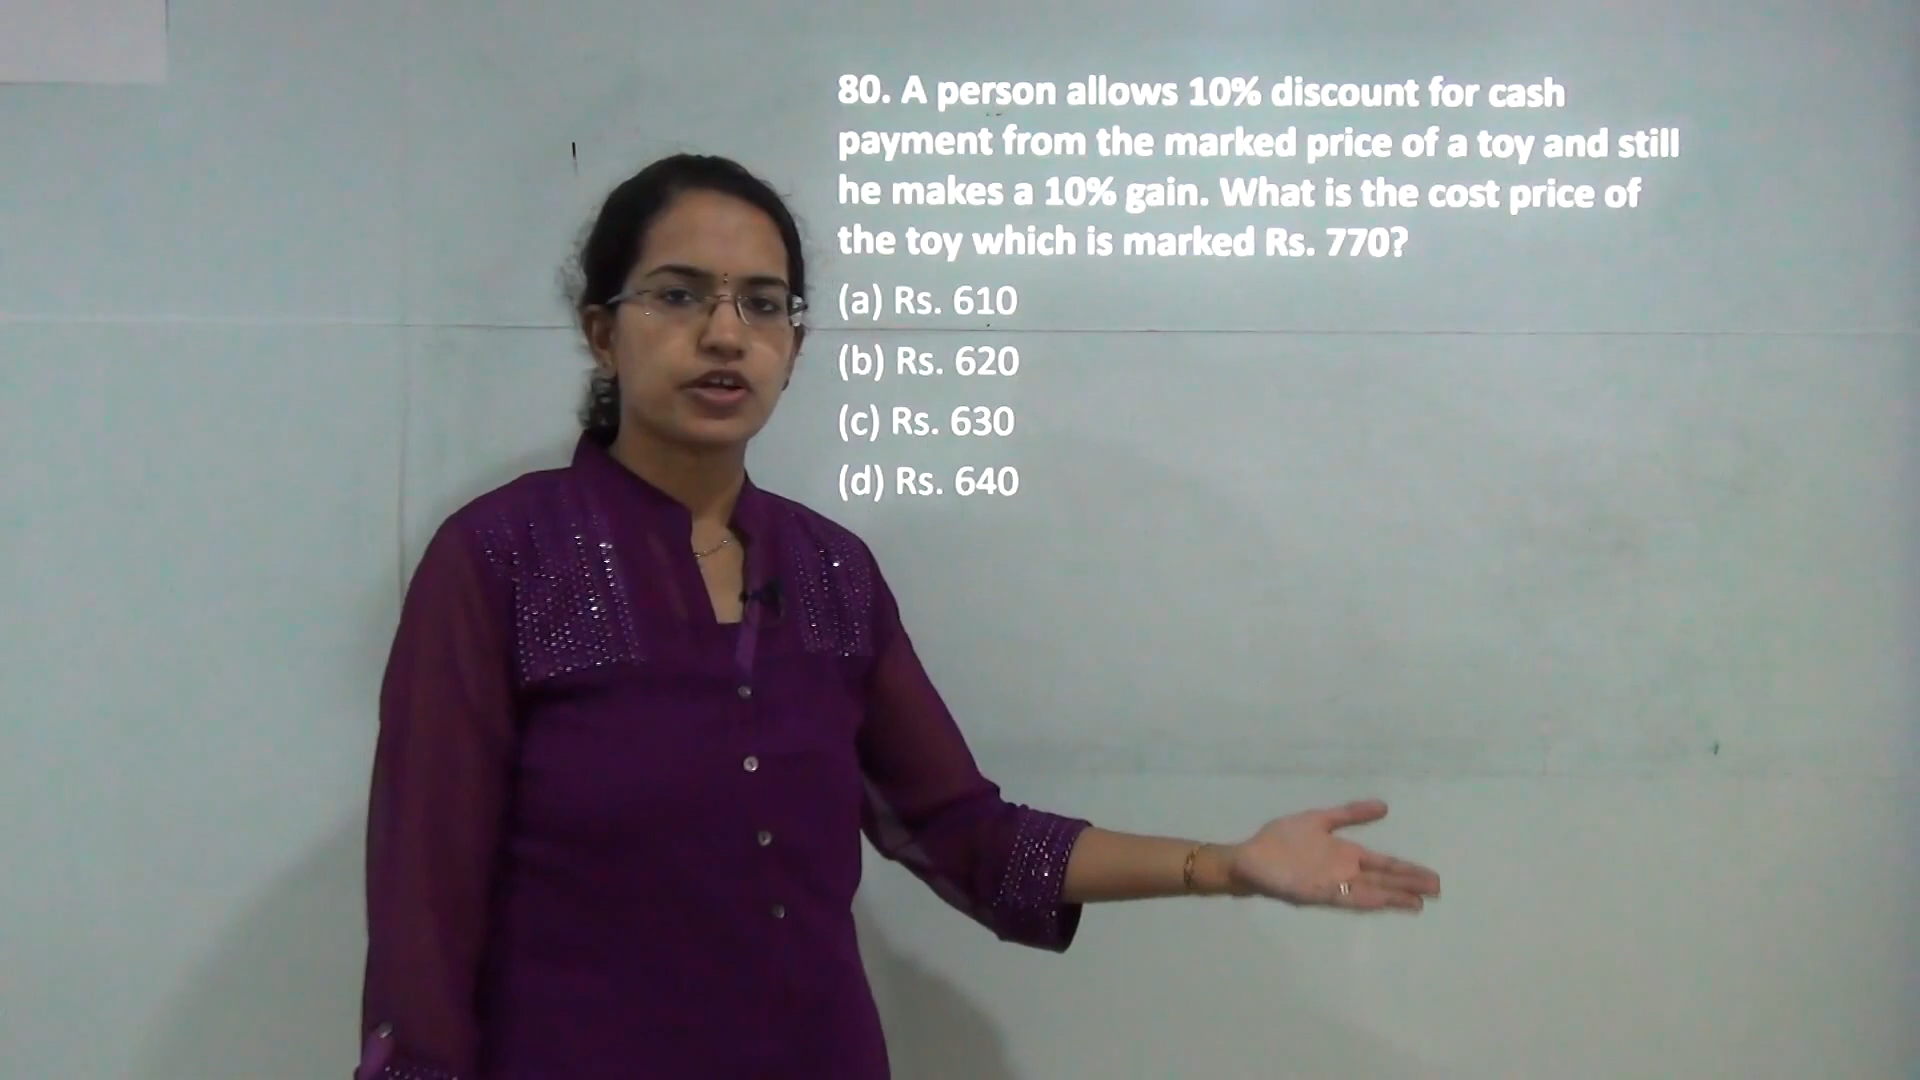 80. A person allows 10% discount for cash
payment from the marked price of a toy and still
he makes a 10% gain. What is the cost price of
the toy which is marked Rs. 770?
(a) Rs. 610
(b) Rs. 620
(c) Rs. 630
(d) Rs. 640